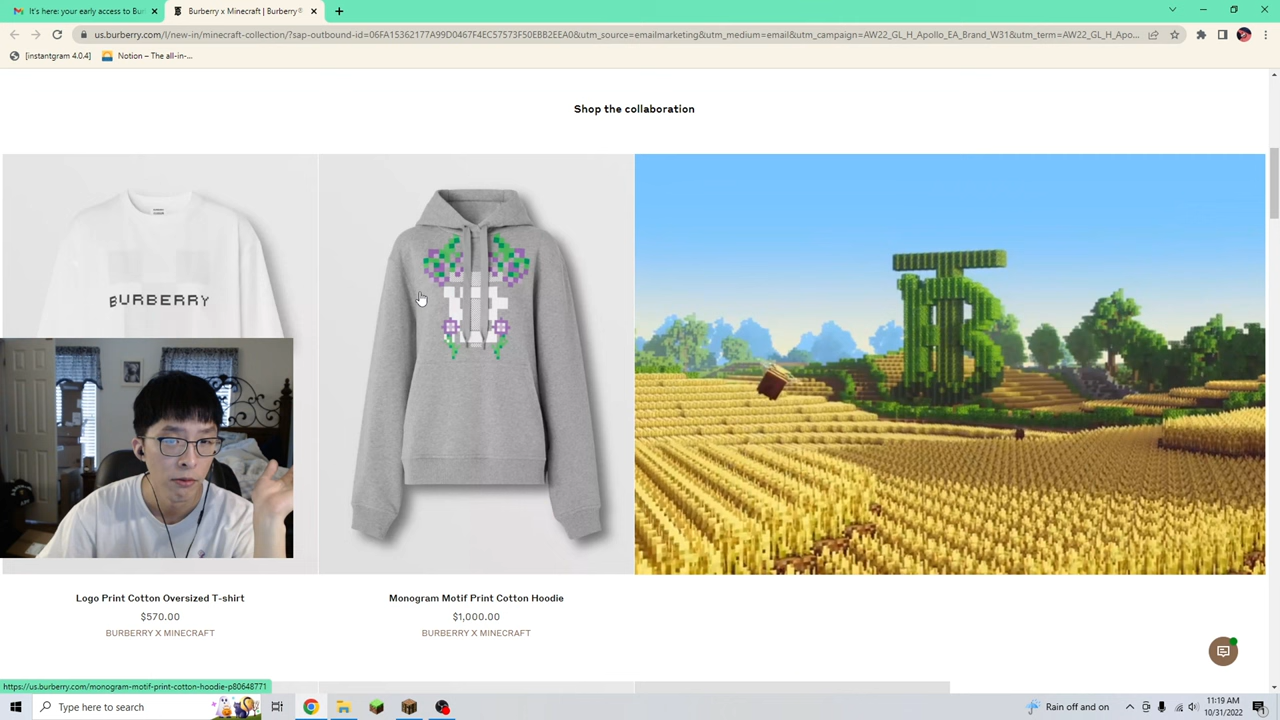 It's here: your early access to Bur
Burberry x Minecraft | Burberry®
us.burberry.com/l/new-in/minecraft-collection/?sap-outbound-id=06FA15362177A99D0467F4EC57573F50EBB2EEA0&utm_source=emailmarketing&utm_medium=email&utm_campaign=AW22_GL_H_Apollo_EA_Brand_W31&utm_term=AW22_GL_H_Apo...
[instantgram 4.0.4]
Notion – The all-in-...
Shop the collaboration
BURBERRY
Logo Print Cotton Oversized T-shirt
$570.00
BURBERRY X MINECRAFT
Monogram Motif Print Cotton Hoodie
$1,000.00
BURBERRY X MINECRAFT
https://us.burberry.com/monogram-motif-print-cotton-hoodie-p80648771
Type here to search
Rain off and on
11:19 AM
10/31/2022